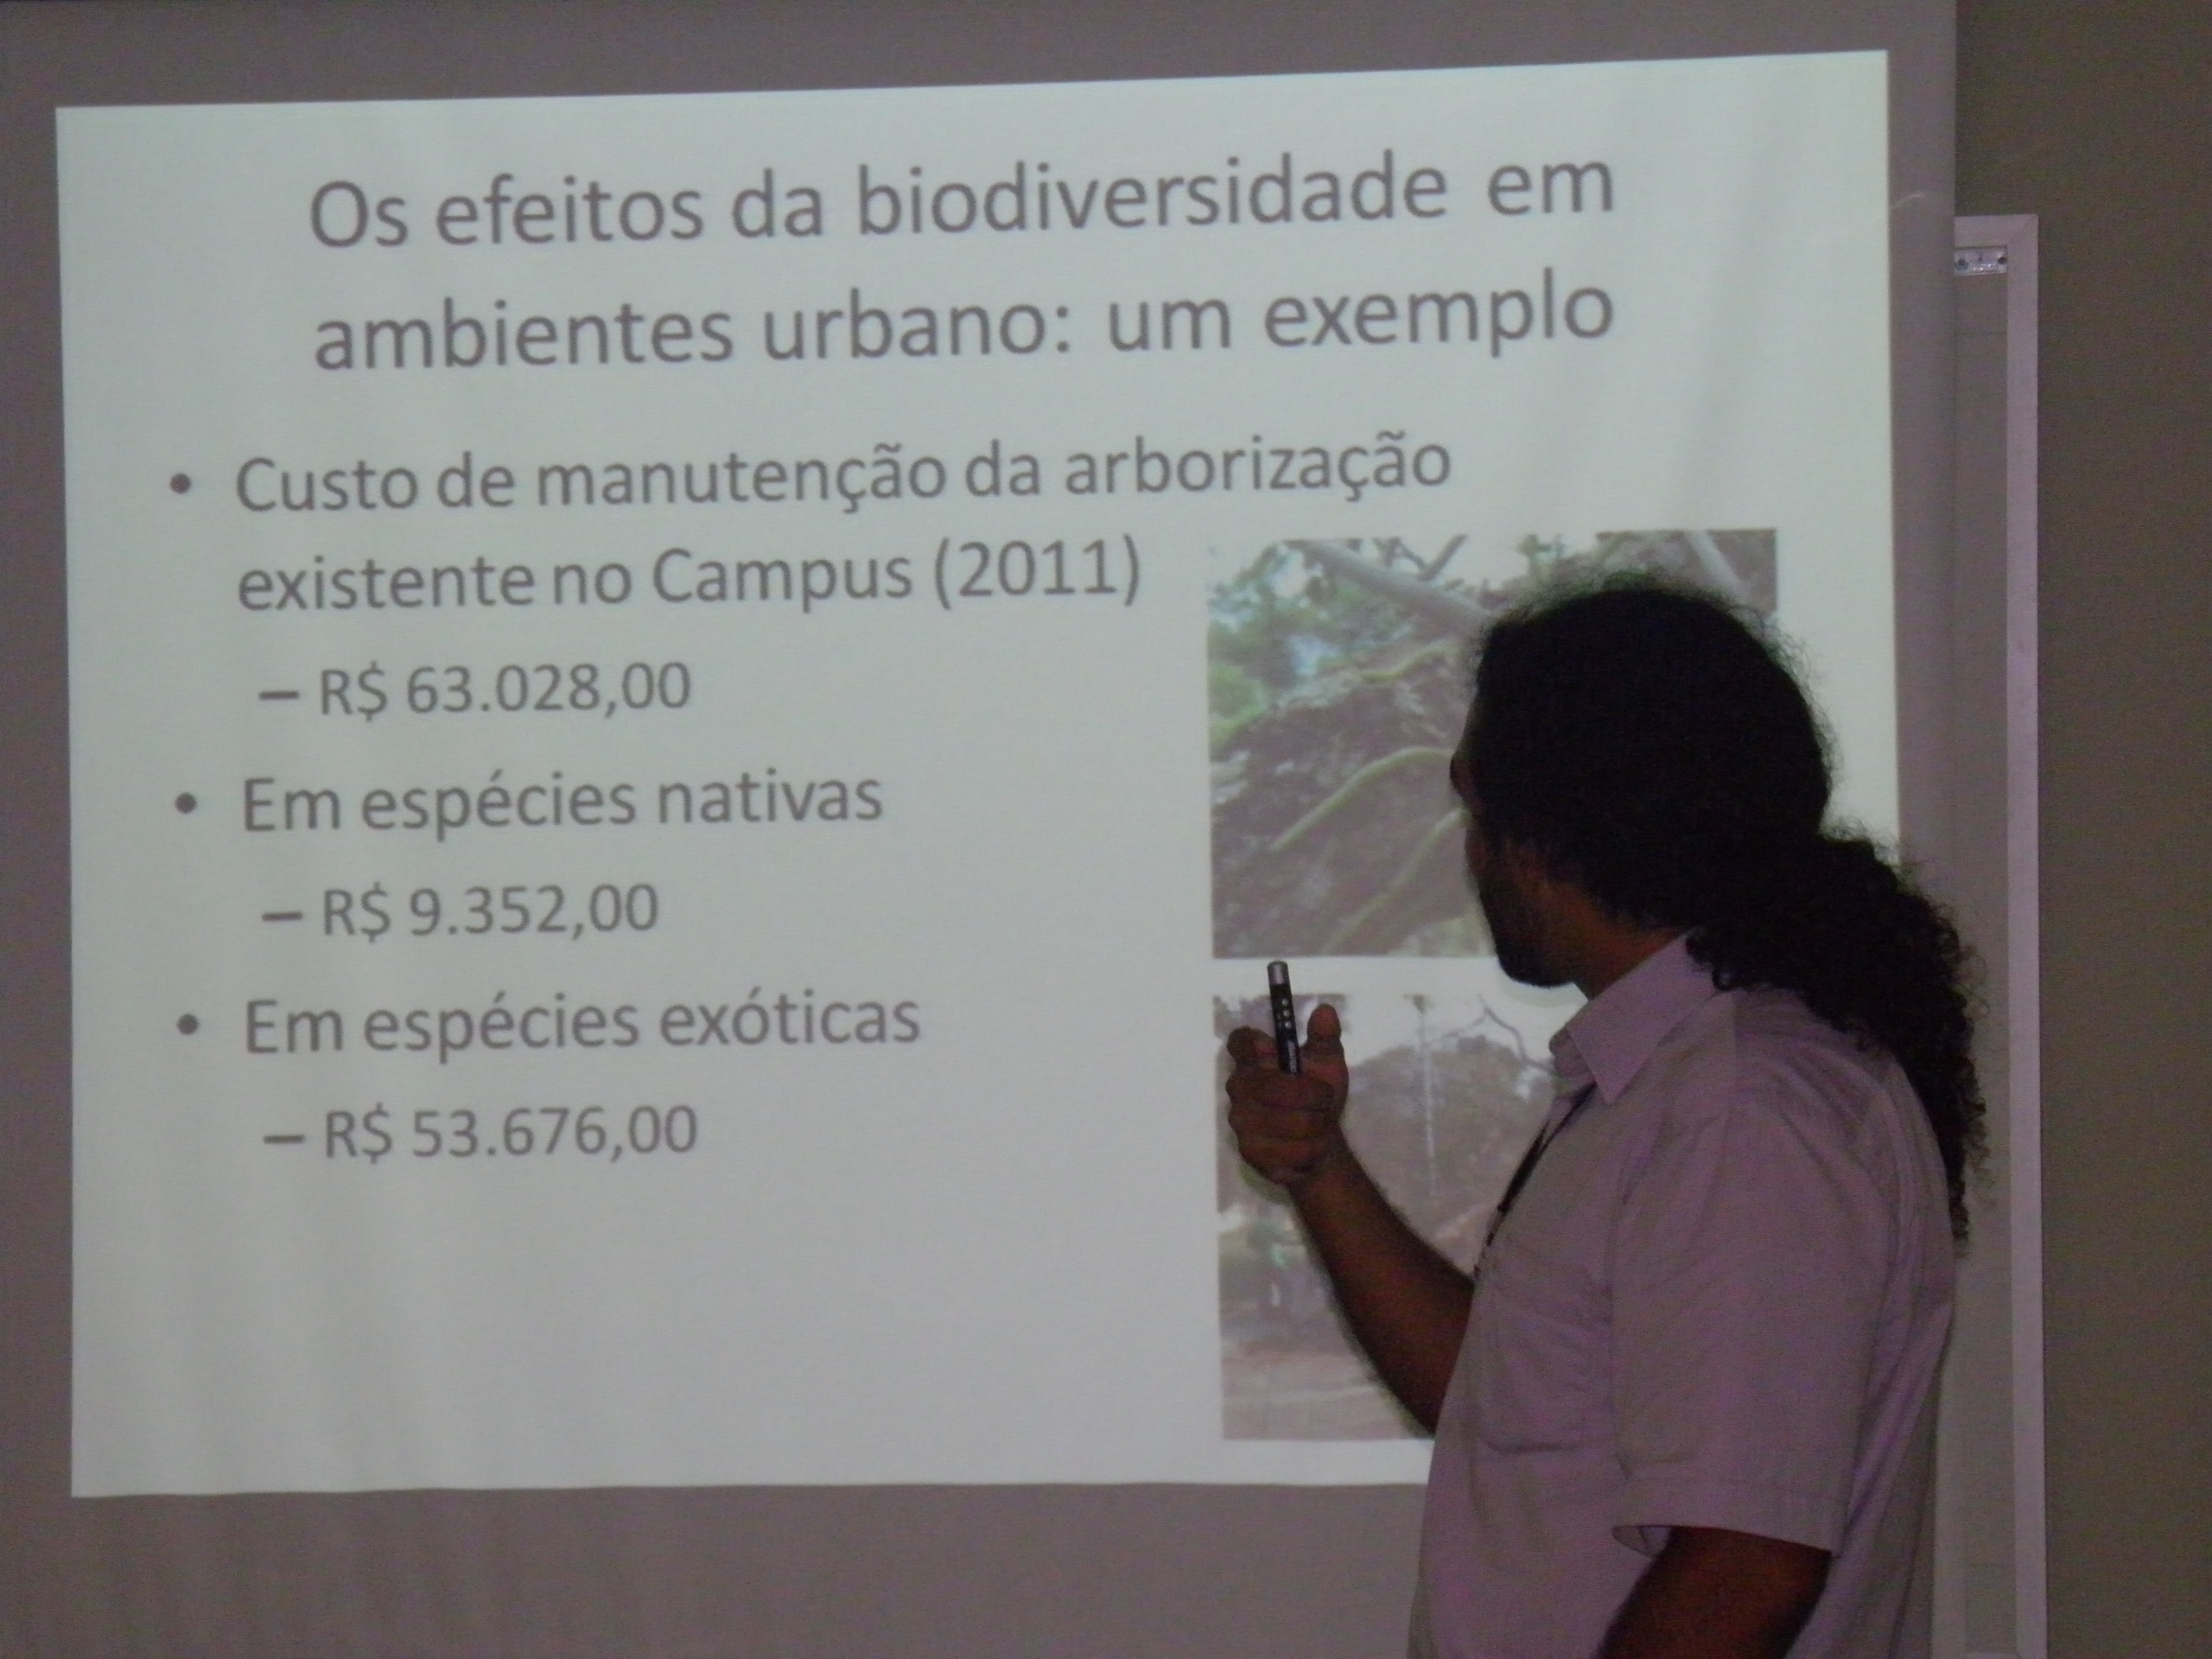 Os efeitos da biodiversidade em
ambientes urbano: um exemplo
• Custo de manutenção da arborização
existente no Campus (2011)
– R$ 63.028,00
• Em espécies nativas
– R$ 9.352,00
• Em espécies exóticas
– R$ 53.676,00